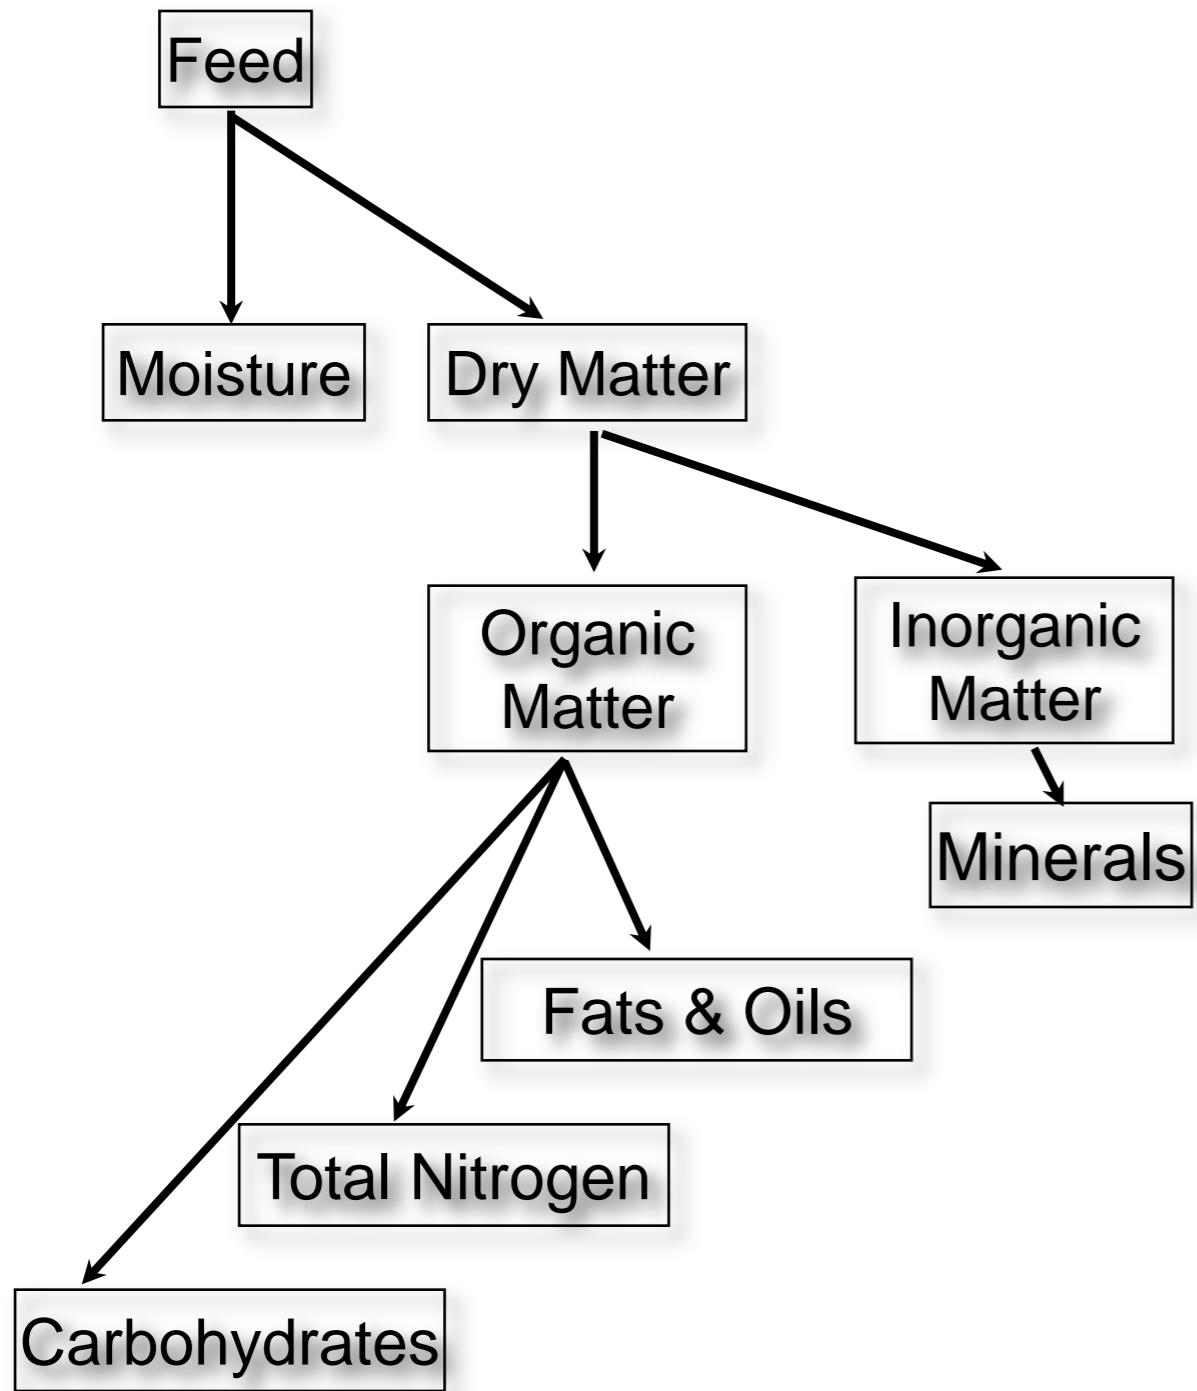 Feed
Moisture
Dry Matter
Organic
Matter
Inorganic
Matter
Minerals
Fats & Oils
Total Nitrogen
Carbohydrates